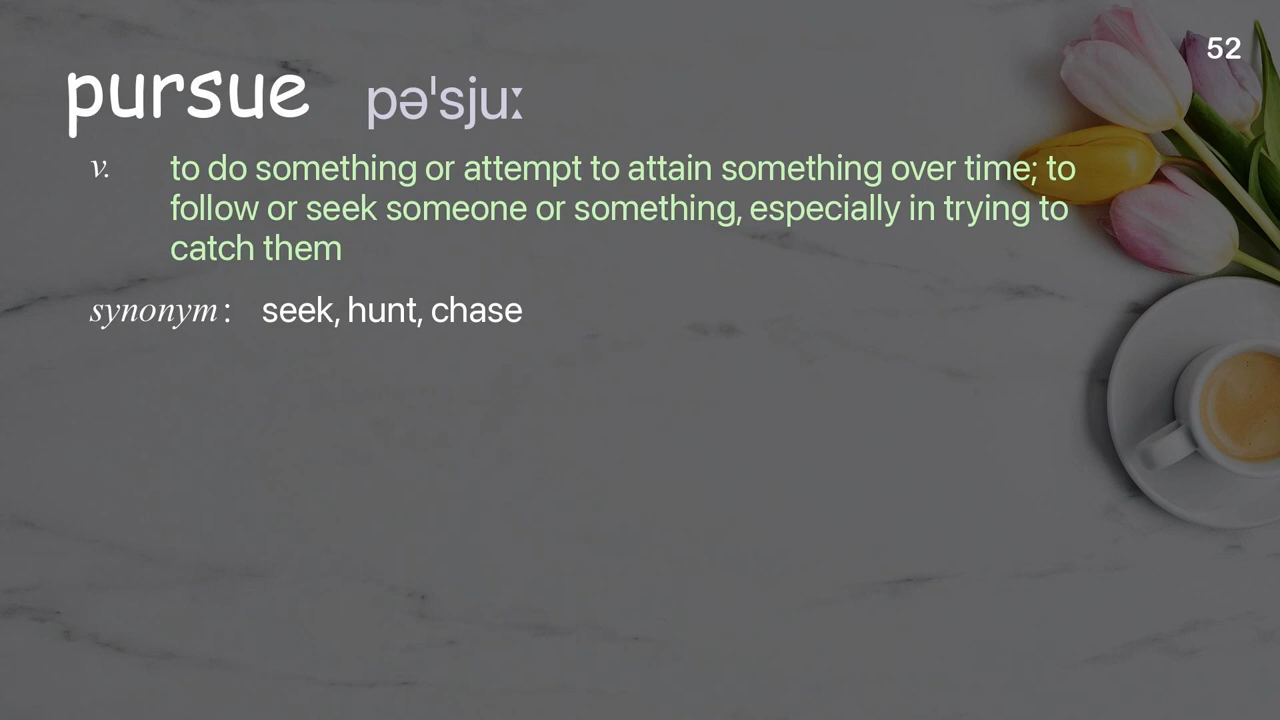 52
pursue pə'sjuː
v. to do something or attempt to attain something over time; to
follow or seek someone or something, especially in trying to
catch them
synonym: seek, hunt, chase